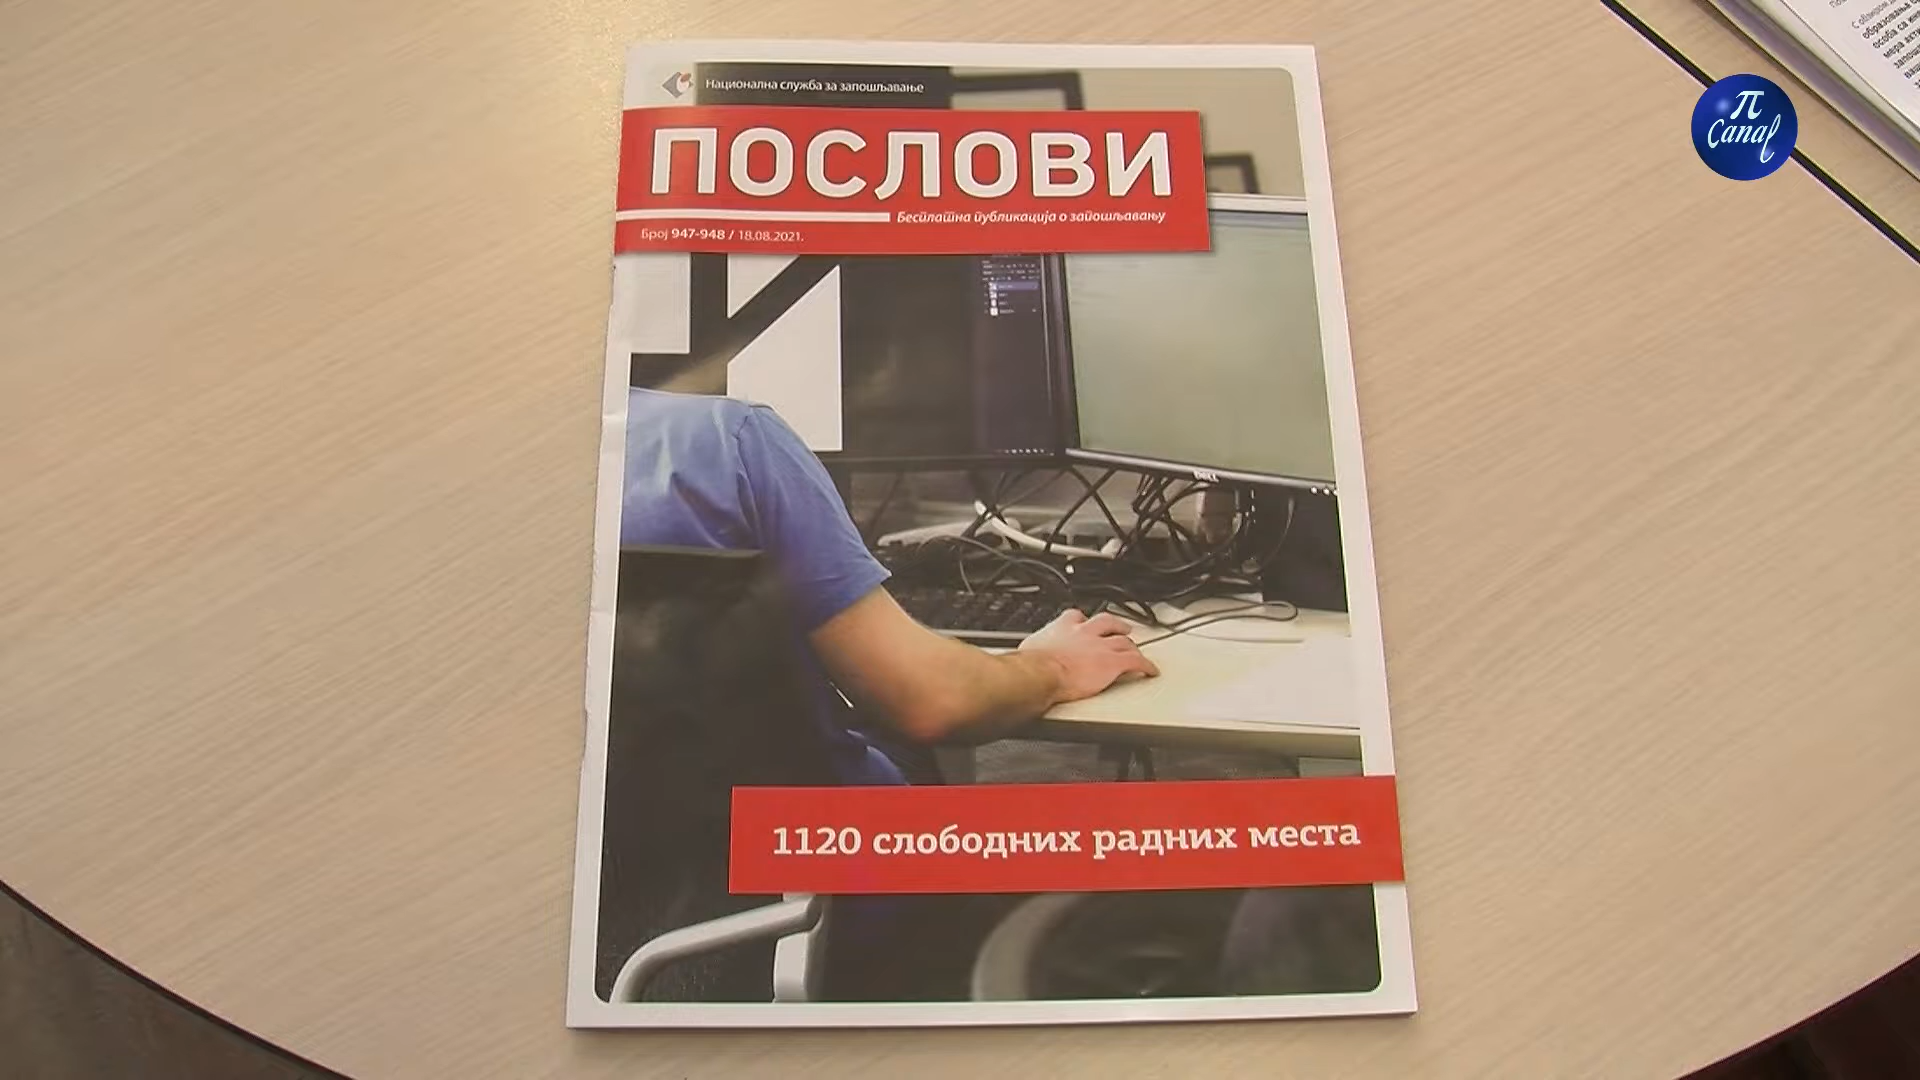 Национална служба за запошљавање
ПОСЛОВИ
Бесплатна публикација о запошљавању
Број 947-948 / 18.08.2021.
DELL
1120 слободних радних места
π
Canal